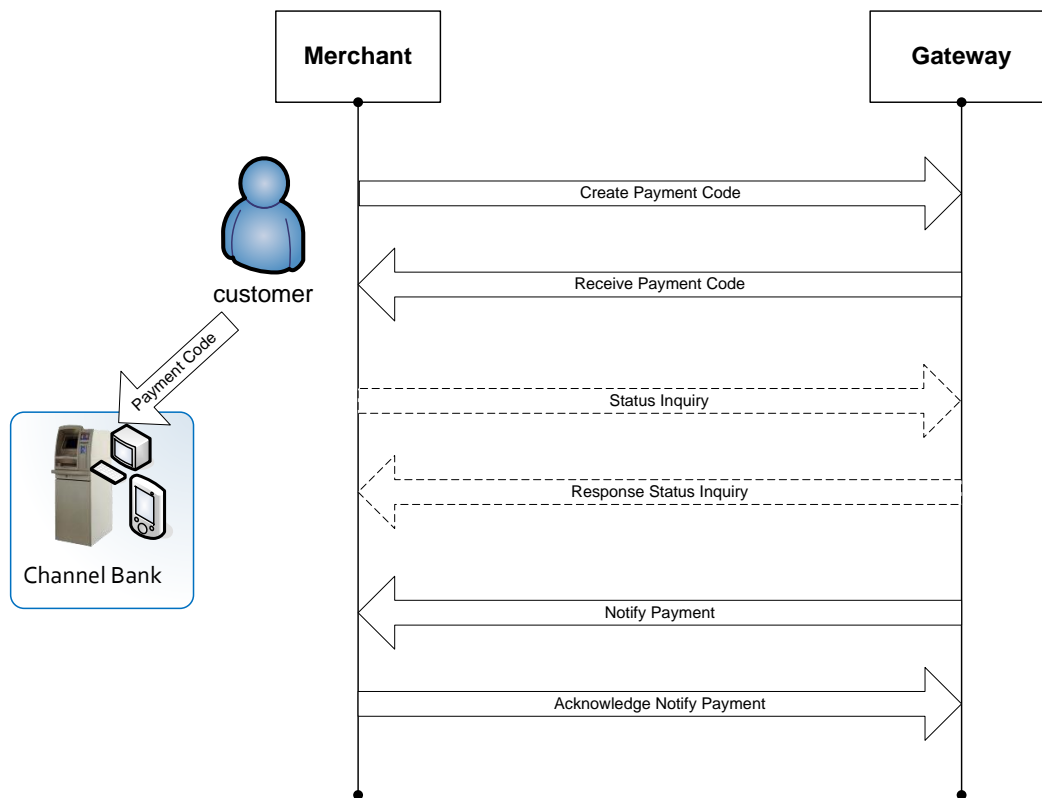 Merchant
Gateway
Create Payment Code
customer
Receive Payment Code
Payment Code
Status Inquiry
Response Status Inquiry
Channel Bank
Notify Payment
Acknowledge Notify Payment